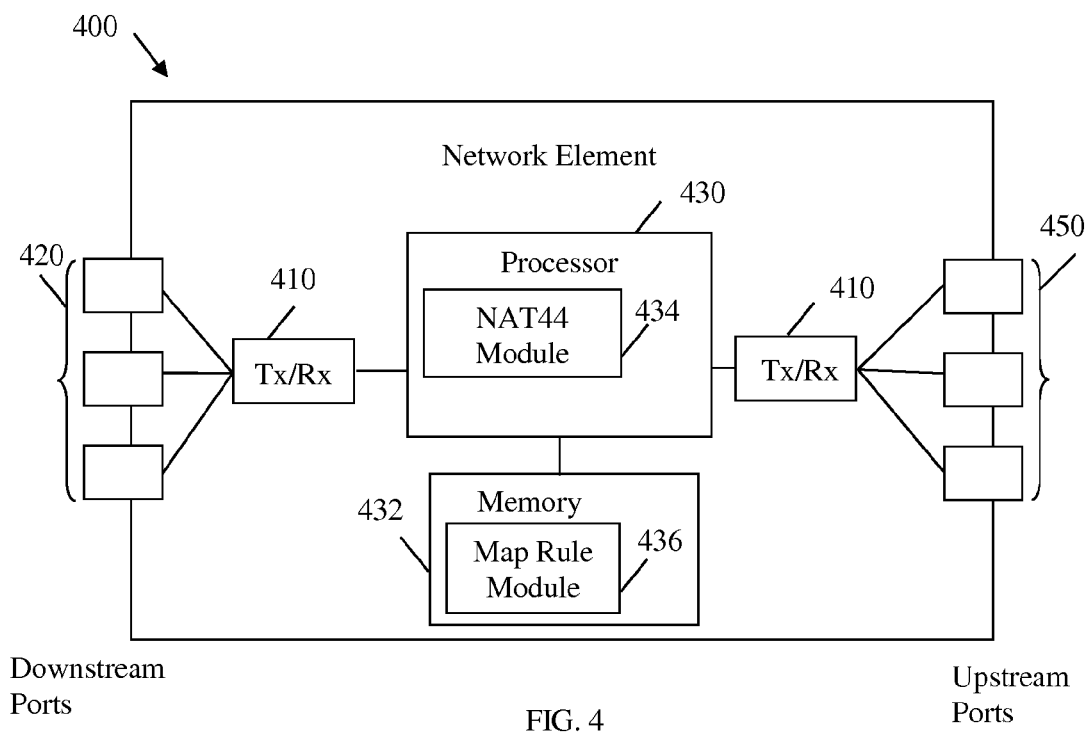 400
Network Element
430
450
420
Processor
410
410
NAT44
Module
434
Tx/Rx
Tx/Rx
Memory
432
Map Rule
Module
436
Downstream
Ports
Upstream
Ports
FIG. 4